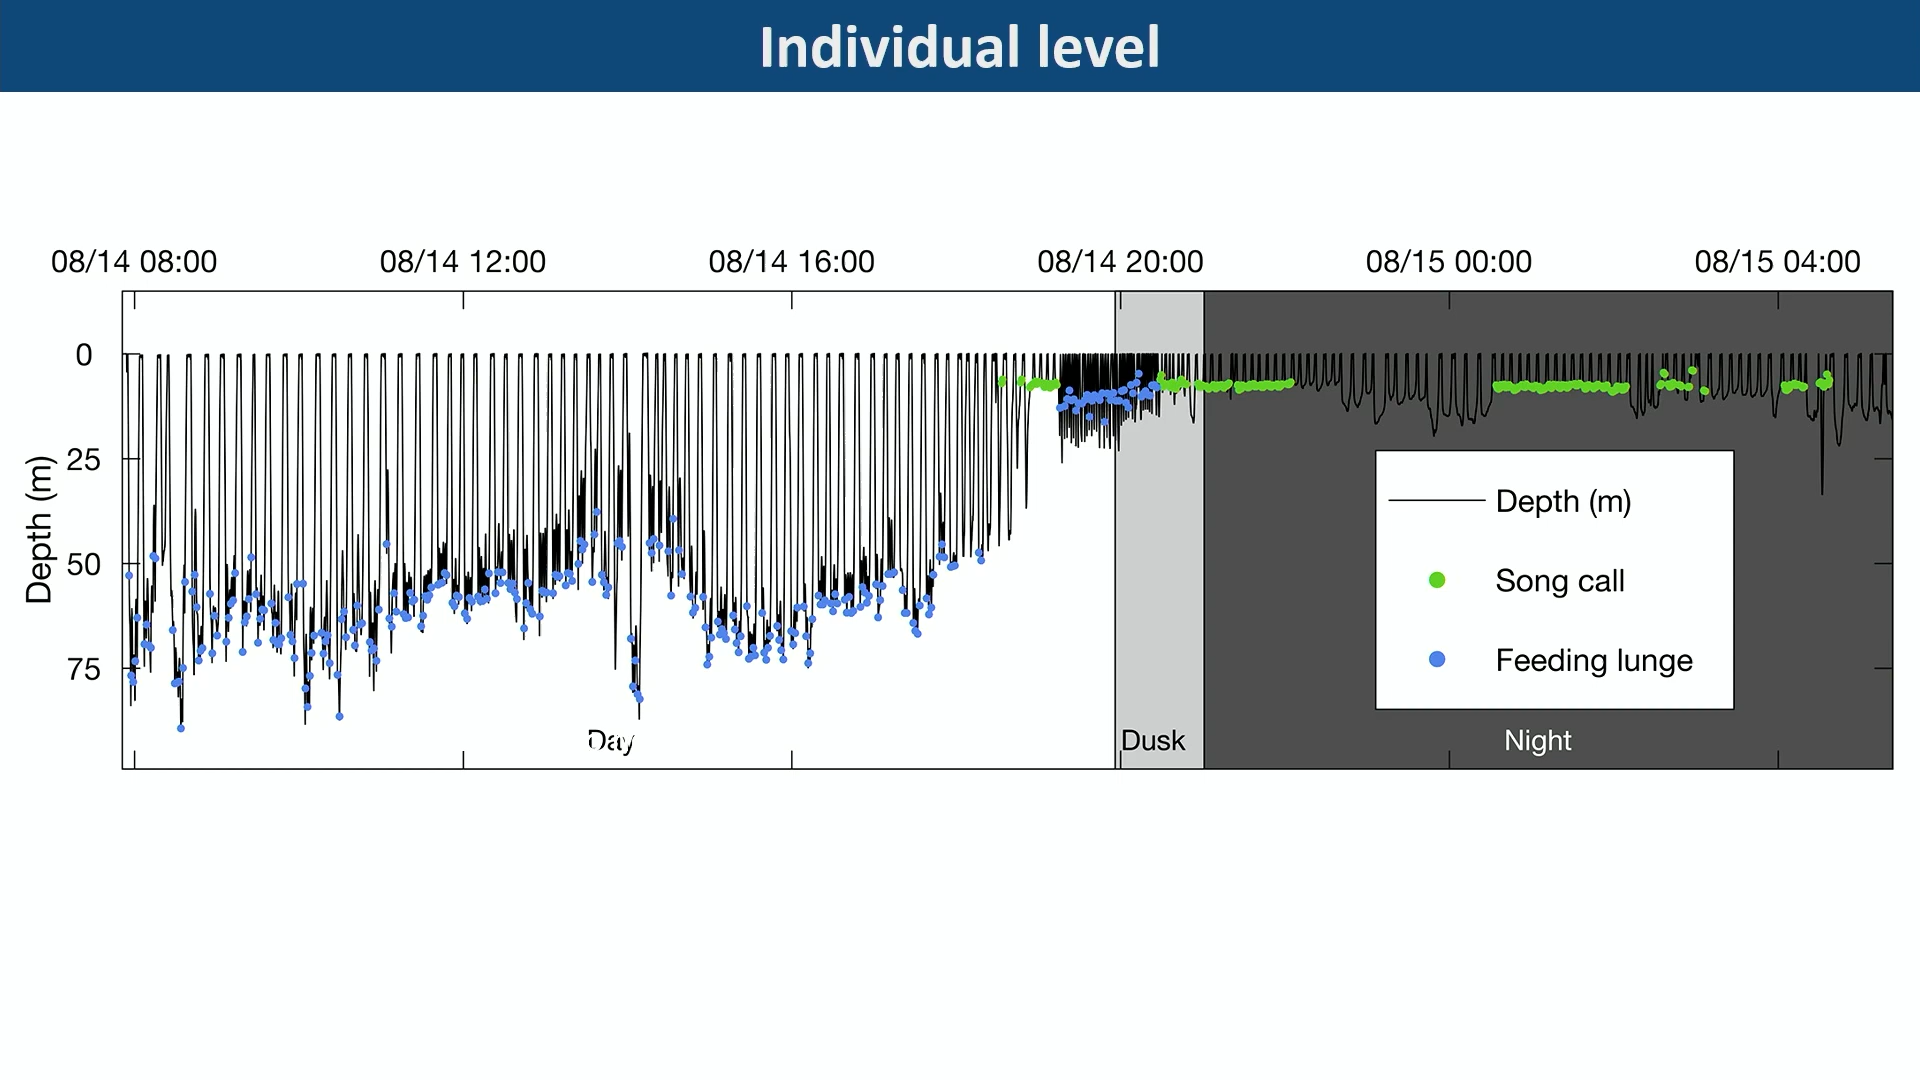 Individual level
08/14 08:00 08/14 12:00 08/14 16:00 08/14 20:00 08/15 00:00 08/15 04:00
0
25
50
75
Depth (m)
Depth (m)
Song call
Feeding lunge
Day Dusk Night